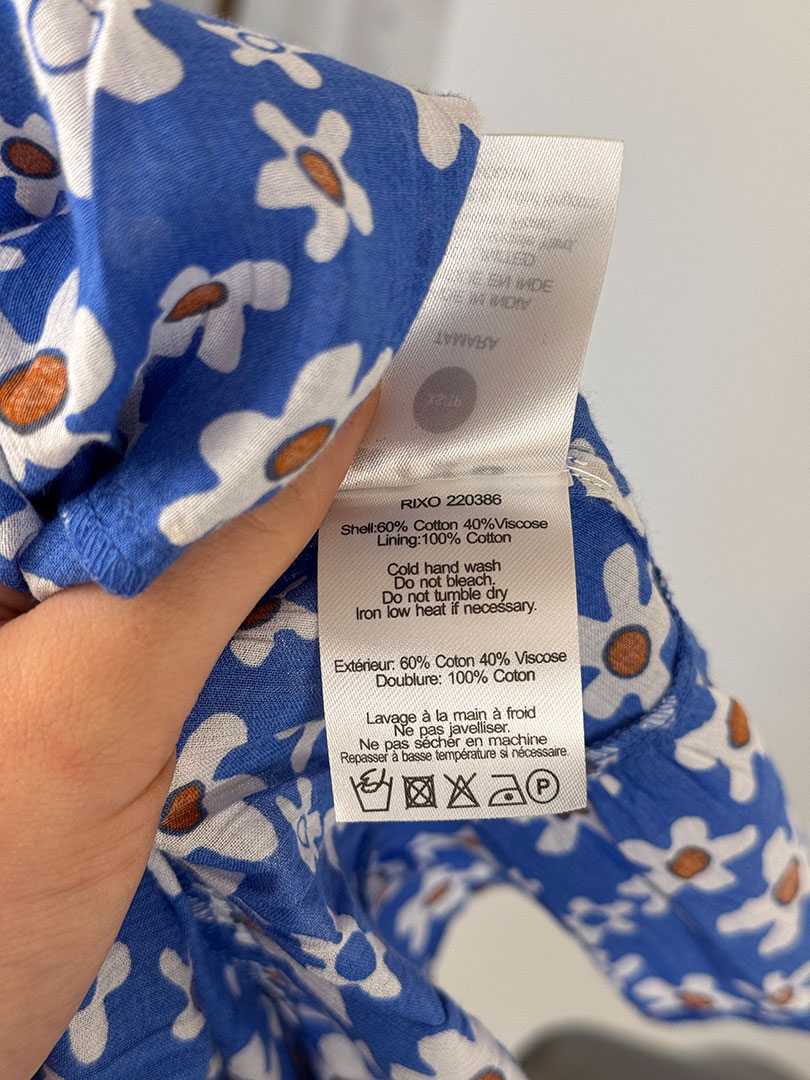 TAMARA
RIXO 220386
Shell:60% Cotton 40%Viscose
Lining:100% Cotton
Cold hand wash
Do not bleach.
Do not tumble dry
Iron low heat if necessary.
Extérieur: 60% Coton 40% Viscose
Doublure: 100% Coton
Lavage à la main à froid
Ne pas javelliser.
Ne pas sécher en machine
Repasser à basse température si nécessaire.
P